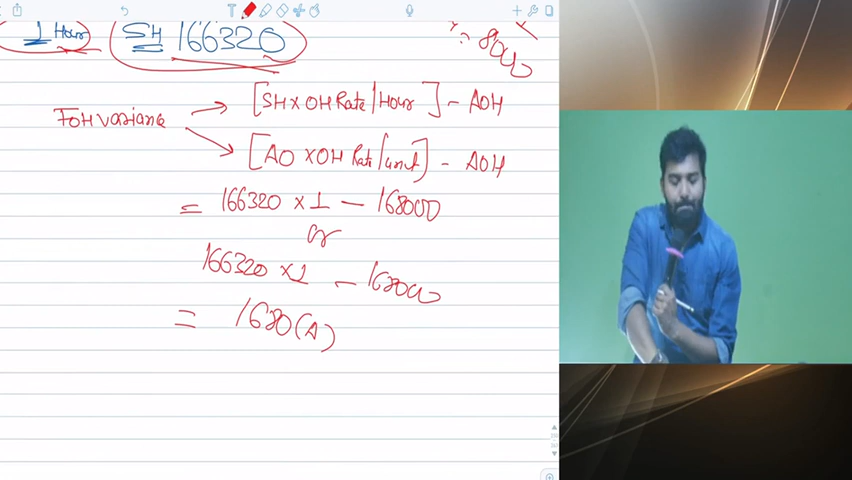 1 Hour SH 166320
FOH variance → [SH X OH Rate/Hour] - AOH
→ [AO X OH Rate/unit] - AOH
= 166320 X 1 - 168000
or
166320 X 1 - 168000
= 1680 (A)